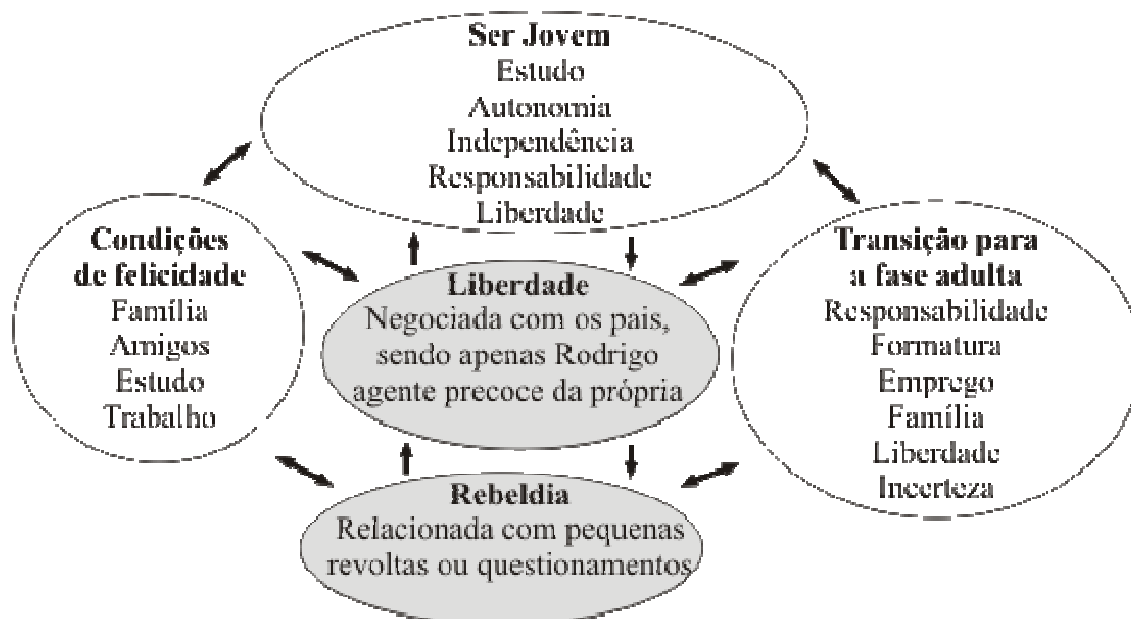 Ser Jovem
Estudo
Autonomia
Independência
Responsabilidade
Liberdade
Condições
de felicidade
Família
Amigos
Estudo
Trabalho
Liberdade
Negociada com os pais,
sendo apenas Rodrigo
agente precoce da própria
Transição para
a fase adulta
Responsabilidade
Formatura
Emprego
Família
Liberdade
Incerteza
Rebeldia
Relacionada com pequenas
revoltas ou questionamentos